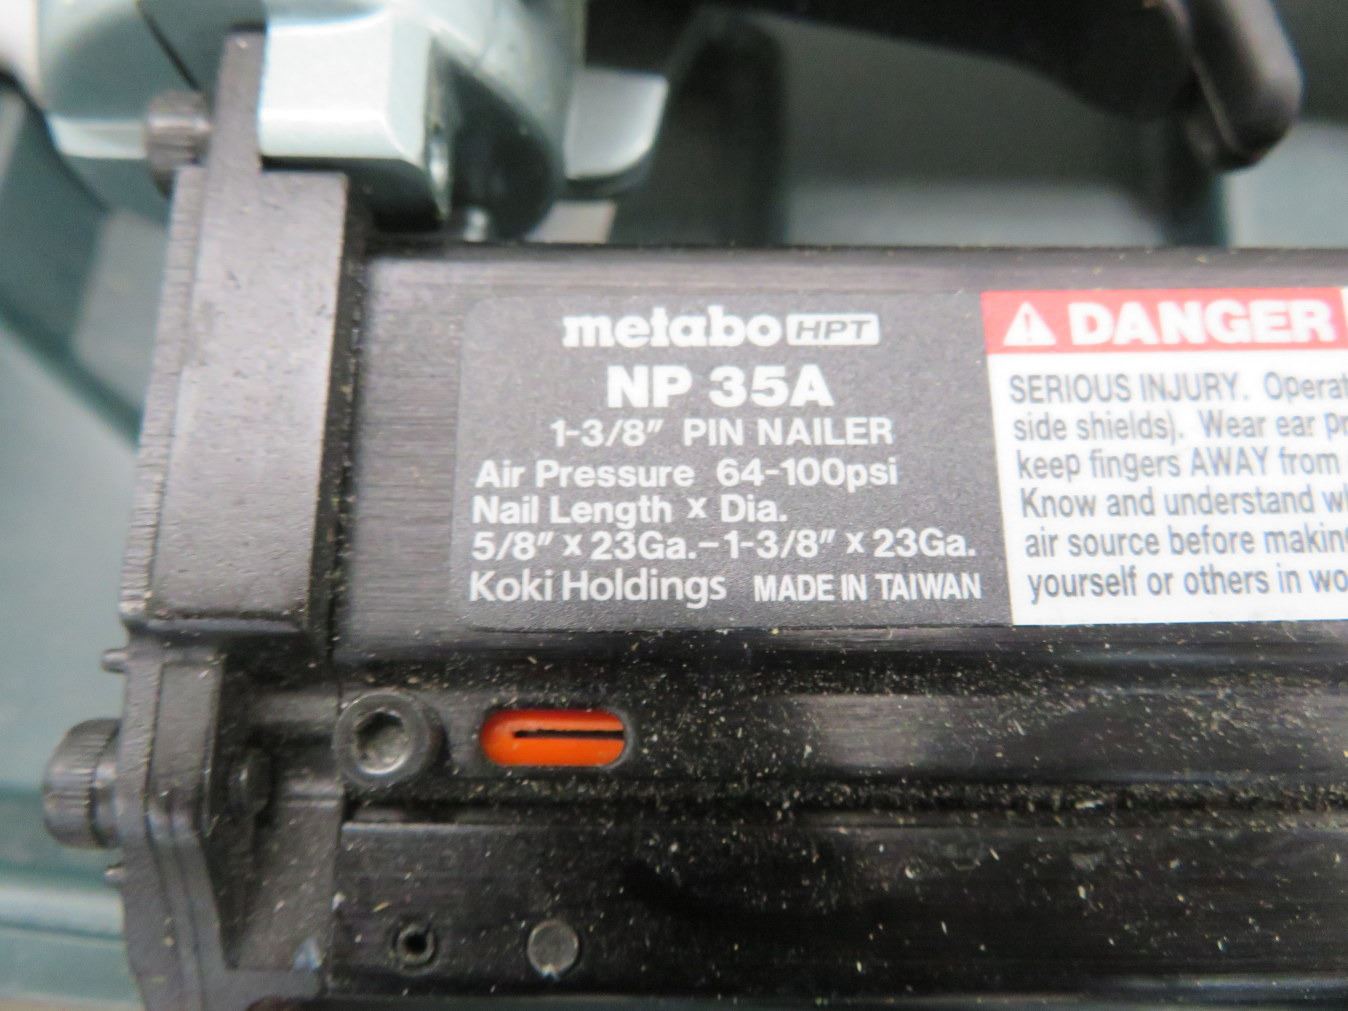 metabo HPT
NP 35A
1-3/8" PIN NAILER
Air Pressure 64-100psi
Nail Length x Dia.
5/8" x 23Ga.-1-3/8" x 23Ga.
Koki Holdings MADE IN TAIWAN
DANGER
SERIOUS INJURY.
side shields). Wear ear
keep fingers AWAY from
Know and understand
air source before
yourself or others in